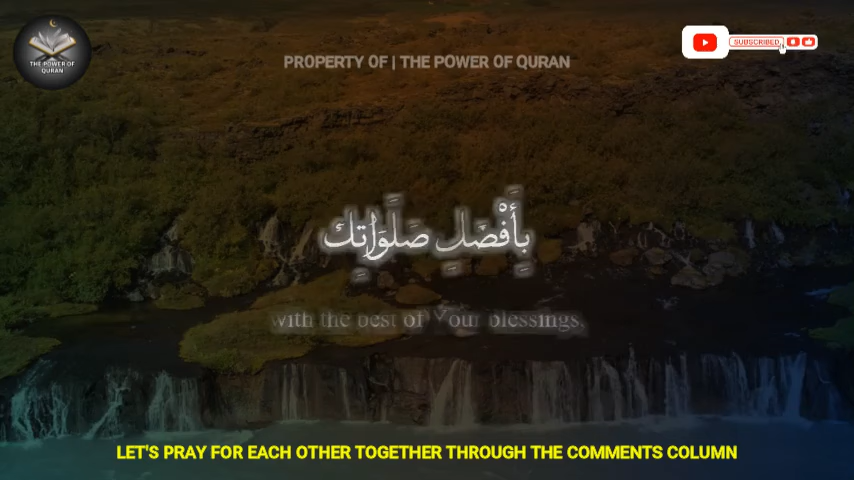 THE POWER OF
QURAN
PROPERTY OF | THE POWER OF QURAN
SUBSCRIBED
بِأَفْضَلِ صَلَوَاتِكَ
with the best of Your blessings,
LET'S PRAY FOR EACH OTHER TOGETHER THROUGH THE COMMENTS COLUMN